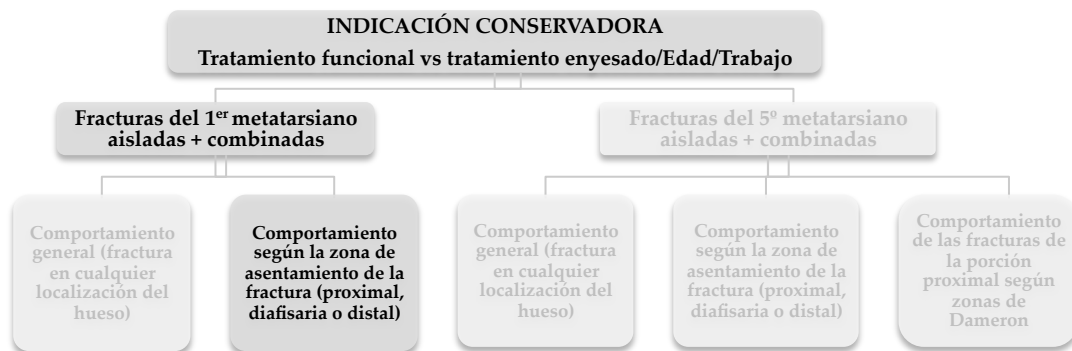 INDICACIÓN CONSERVADORA
Tratamiento funcional vs tratamiento enyesado/Edad/Trabajo
Fracturas del 1er metatarsiano
aisladas + combinadas
Fracturas del 5º metatarsiano
aisladas + combinadas
Comportamiento
general (fractura
en cualquier
localización del
hueso)
Comportamiento
según la zona de
asentamiento de la
fractura (proximal,
diafisaria o distal)
Comportamiento
general (fractura
en cualquier
localización del
hueso)
Comportamiento
según la zona de
asentamiento de la
fractura (proximal,
diafisaria o distal)
Comportamiento
de las fracturas de
la porción
proximal según
zonas de
Dameron